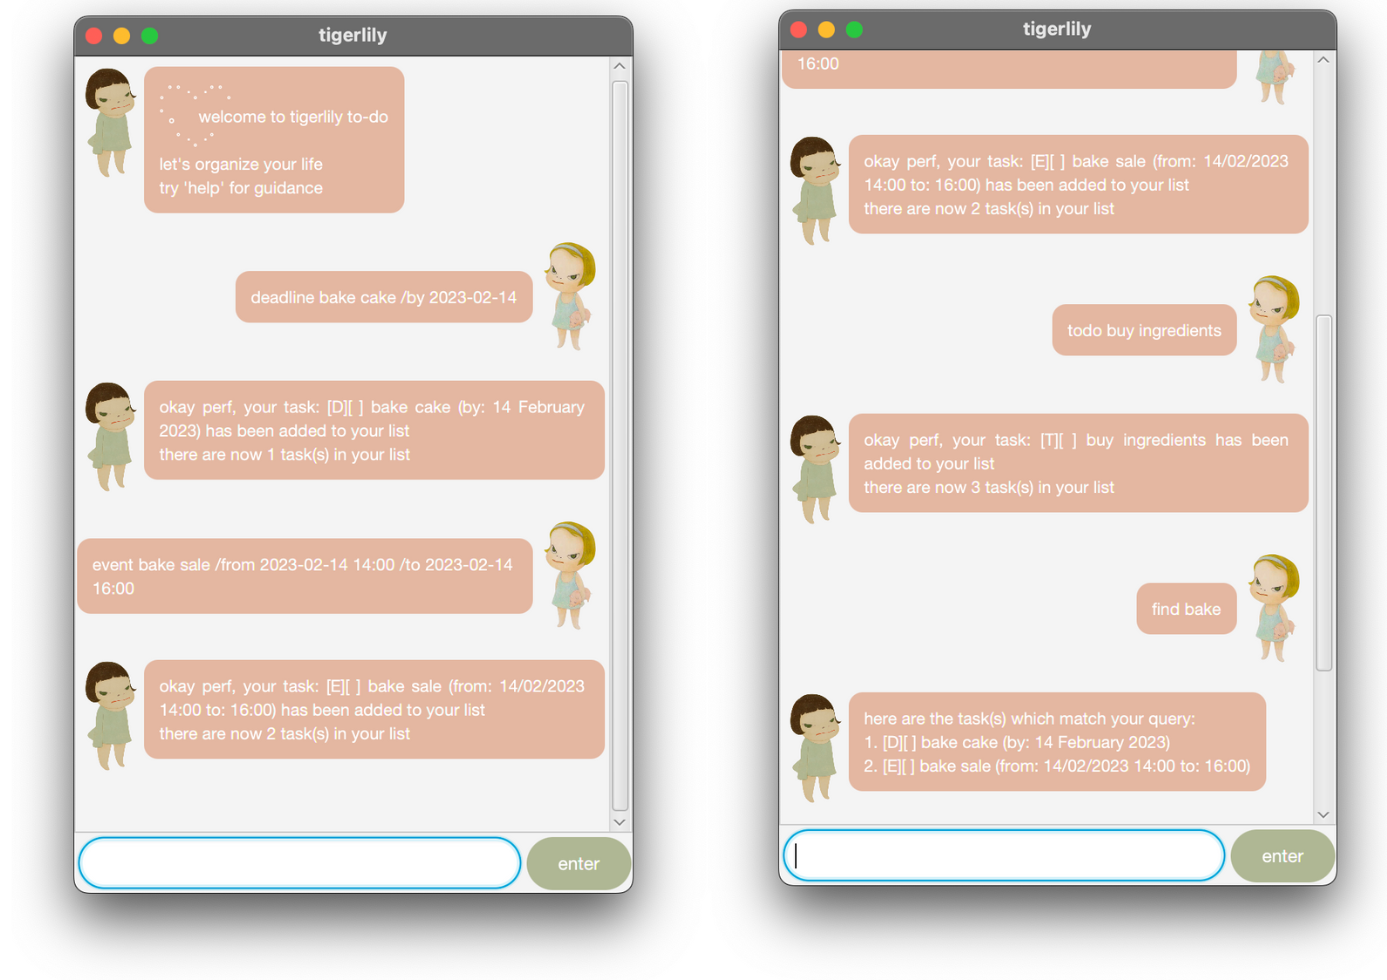 tigerlily
welcome to tigerlily to-do
let's organize your life
try 'help' for guidance
deadline bake cake /by 2023-02-14
okay perf, your task: [D][ ] bake cake (by: 14 February
2023) has been added to your list
there are now 1 task(s) in your list
event bake sale /from 2023-02-14 14:00 /to 2023-02-14
16:00
okay perf, your task: [E][ ] bake sale (from: 14/02/2023
14:00 to: 16:00) has been added to your list
there are now 2 task(s) in your list
enter
tigerlily
16:00
okay perf, your task: [E][ ] bake sale (from: 14/02/2023
14:00 to: 16:00) has been added to your list
there are now 2 task(s) in your list
todo buy ingredients
okay perf, your task: [T][ ] buy ingredients has been
added to your list
there are now 3 task(s) in your list
find bake
here are the task(s) which match your query:
1. [D][ ] bake cake (by: 14 February 2023)
2. [E][ ] bake sale (from: 14/02/2023 14:00 to: 16:00)
enter